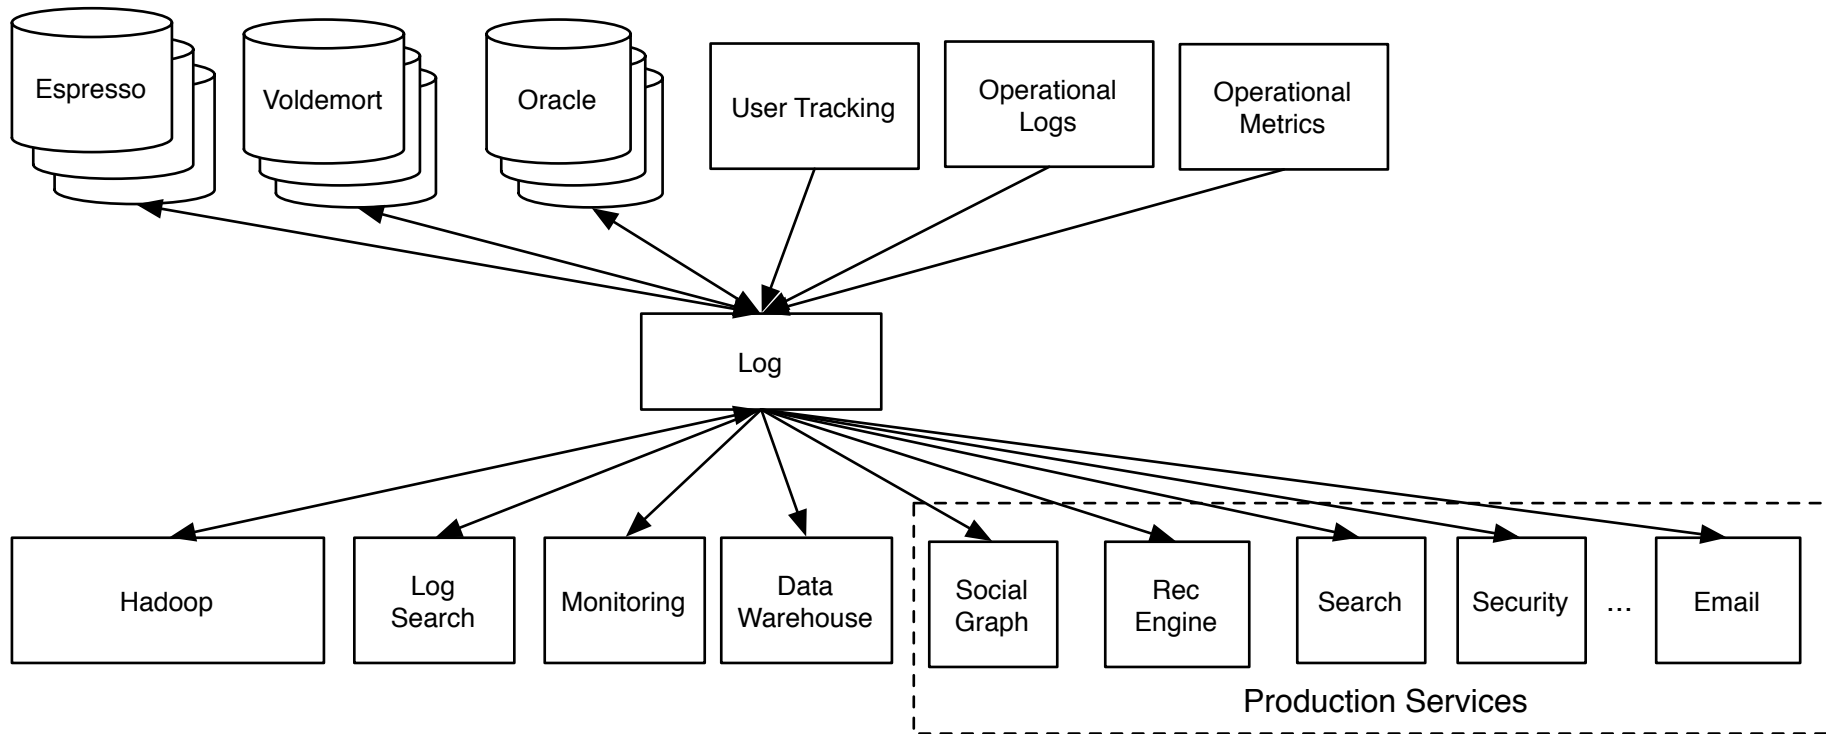 Espresso
Voldemort
Oracle
User Tracking
Operational
Logs
Operational
Metrics
Log
Hadoop
Log
Search
Monitoring
Data
Warehouse
Social
Graph
Rec
Engine
Search
Security
...
Email
Production Services